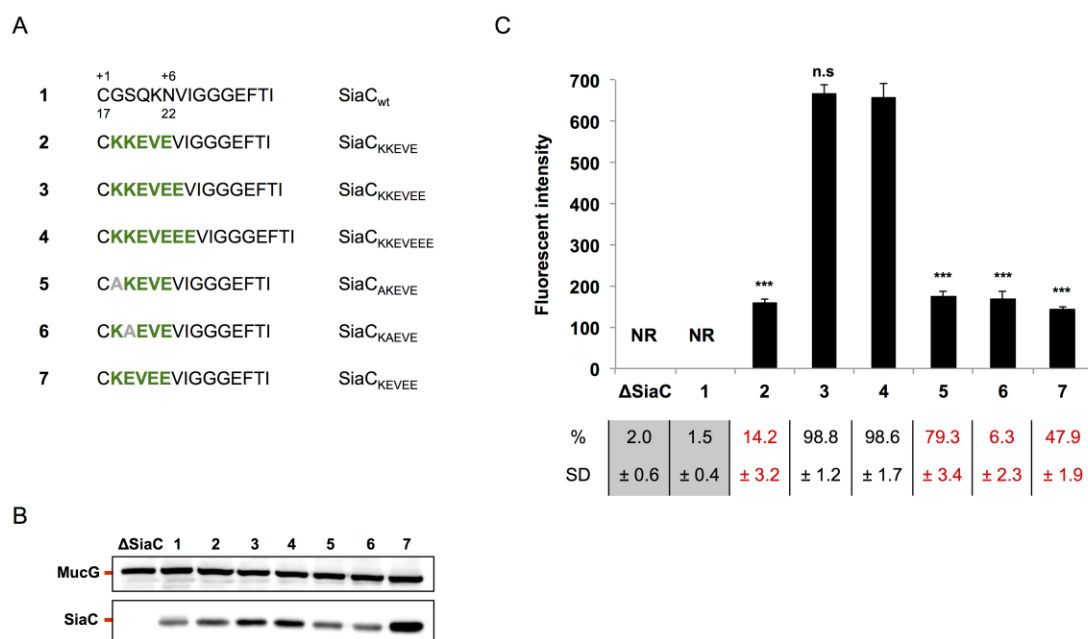 A
+1 +6
1 CGSQKNVIGGGEFTI SiaCwt
17 22
2 CKKEVEVIGGGEFTI SiaCKKEVE
3 CKKEVEEVIGGGEFTI SiaCKKEVEE
4 CKKEVEEEVIGGGEFTI SiaCKKEVEEE
5 CAKEVEVIGGGEFTI SiaCAKEVE
6 CKAEVEVIGGGEFTI SiaCKAEVE
7 CKEVEEVIGGGEFTI SiaCKEVEE
B
ΔSiaC 1 2 3 4 5 6 7
MucG
SiaC
C
Fluorescent intensity
700
600
500
400
300
200
100
0
NR NR *** n.s *** *** ***
ΔSiaC 1 2 3 4 5 6 7
% 2.0 1.5 14.2 98.8 98.6 79.3 6.3 47.9
SD ± 0.6 ± 0.4 ± 3.2 ± 1.2 ± 1.7 ± 3.4 ± 2.3 ± 1.9